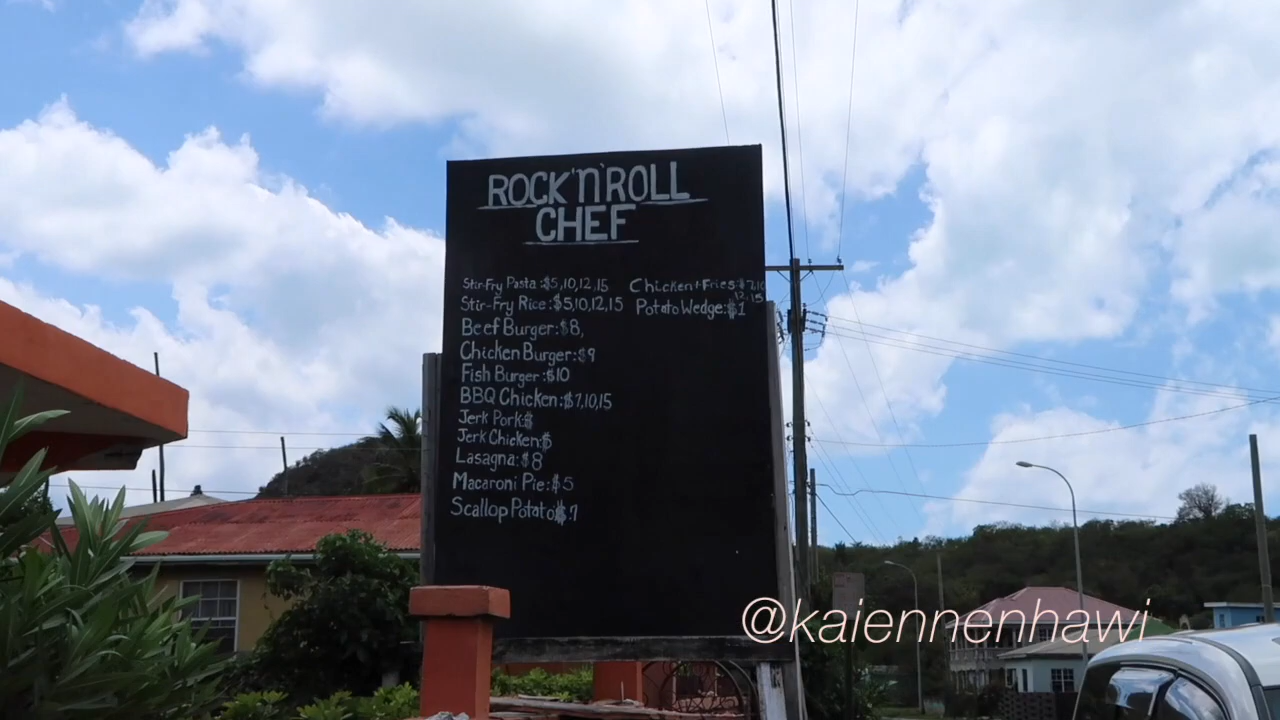 ROCK'N'ROLL
CHEF
Stir-Fry Pasta:$5,10,12,15
Stir-Fry Rice:$5,10,12,15
Beef Burger:$8,
Chicken Burger:$9
Fish Burger:$10
BBQ Chicken:$7,10,15
Jerk Pork:$
Jerk Chicken:$
Lasagna:$8
Macaroni Pie:$5
Scallop Potato:$.7
Chicken+Fries:$7,10
12,15
Potato Wedge:$1
@kaiennenhawi